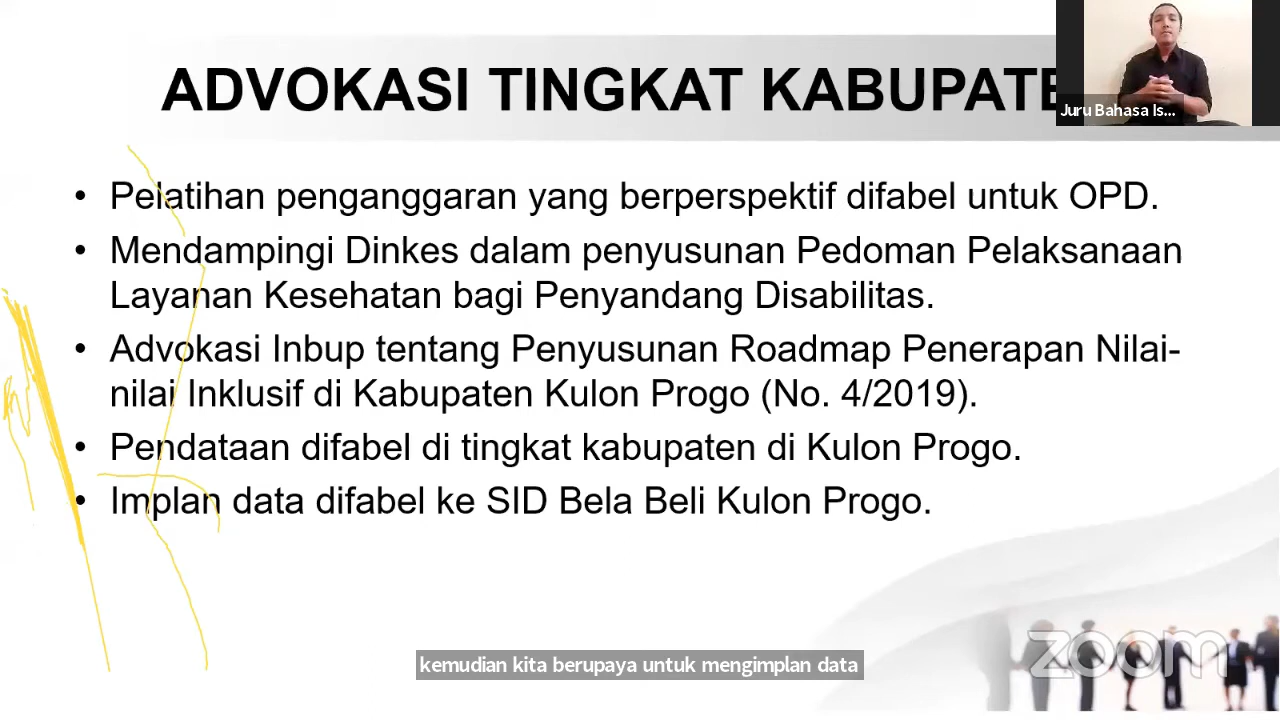 ADVOKASI TINGKAT KABUPATE
Juru Bahasa Is...
• Pelatihan penganggaran yang berperspektif difabel untuk OPD.
• Mendampingi Dinkes dalam penyusunan Pedoman Pelaksanaan
Layanan Kesehatan bagi Penyandang Disabilitas.
• Advokasi Inbup tentang Penyusunan Roadmap Penerapan Nilai-
nilai Inklusif di Kabupaten Kulon Progo (No. 4/2019).
• Pendataan difabel di tingkat kabupaten di Kulon Progo.
• Implan data difabel ke SID Bela Beli Kulon Progo.
kemudian kita berupaya untuk mengimplan data
zoom